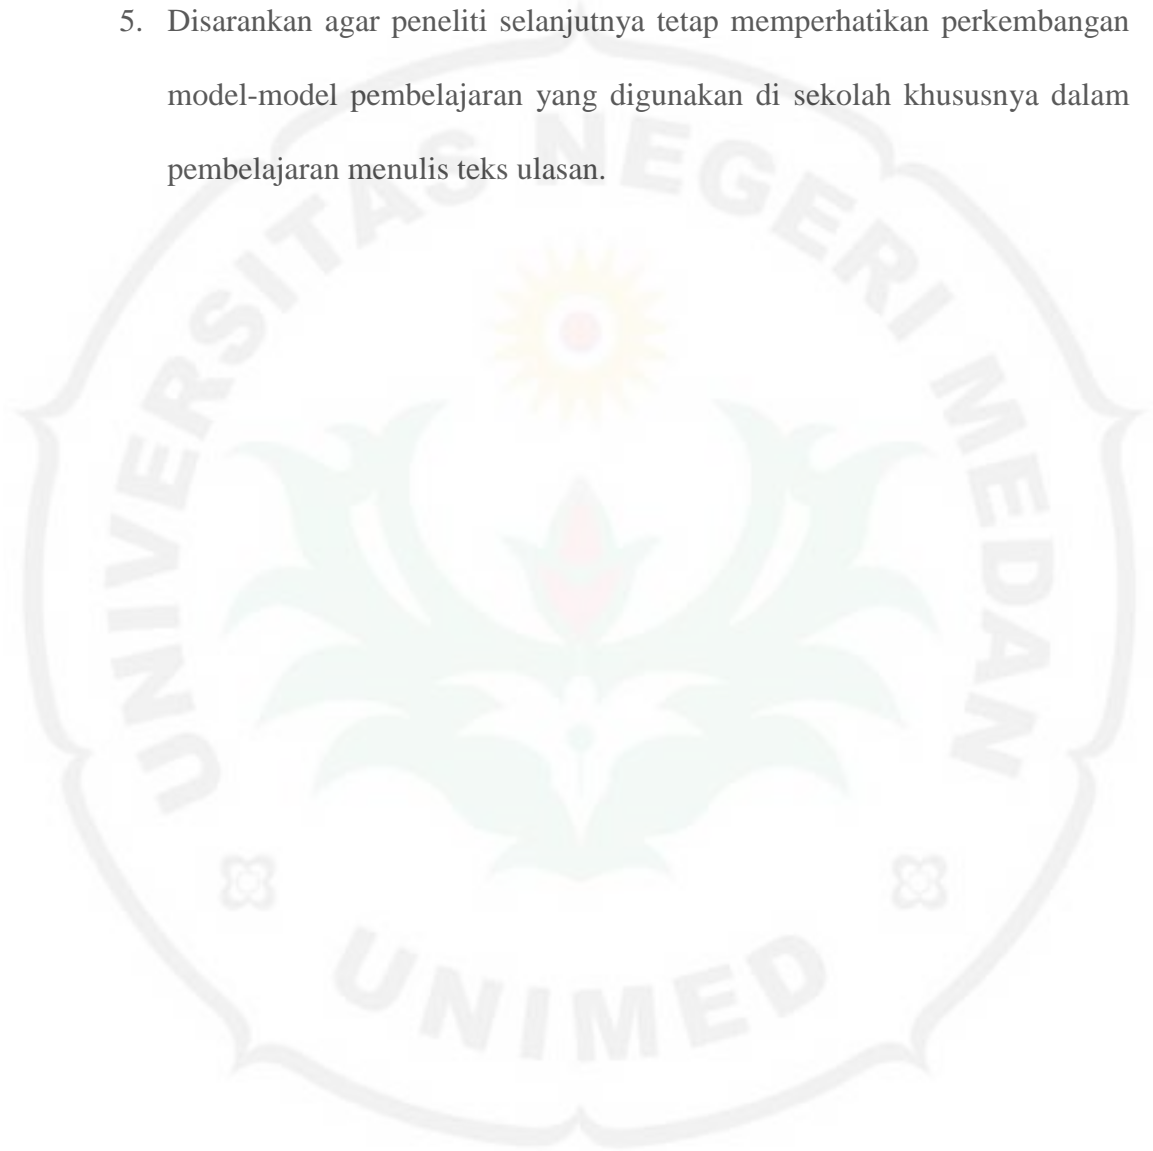 5. Disarankan agar peneliti selanjutnya tetap memperhatikan perkembangan
model-model pembelajaran yang digunakan di sekolah khususnya dalam
pembelajaran menulis teks ulasan.
UNIVERSITAS NEGERI MEDAN
UNIMED